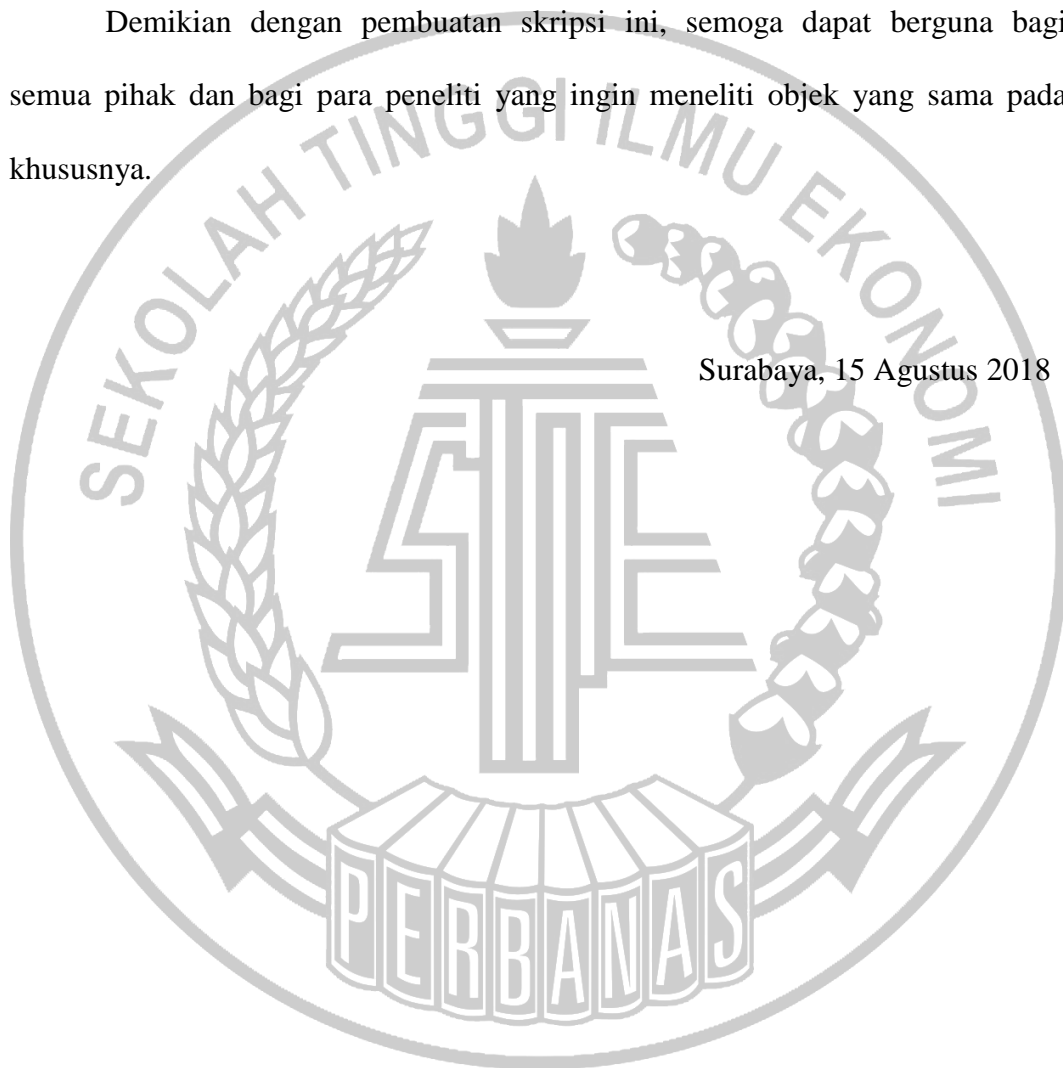 Demikian dengan pembuatan skripsi ini, semoga dapat berguna bagi
semua pihak dan bagi para peneliti yang ingin meneliti objek yang sama pada
khususnya.
SEKOLAH TINGGI ILMU EKONOMI
Surabaya, 15 Agustus 2018
STIE
PERBANAS